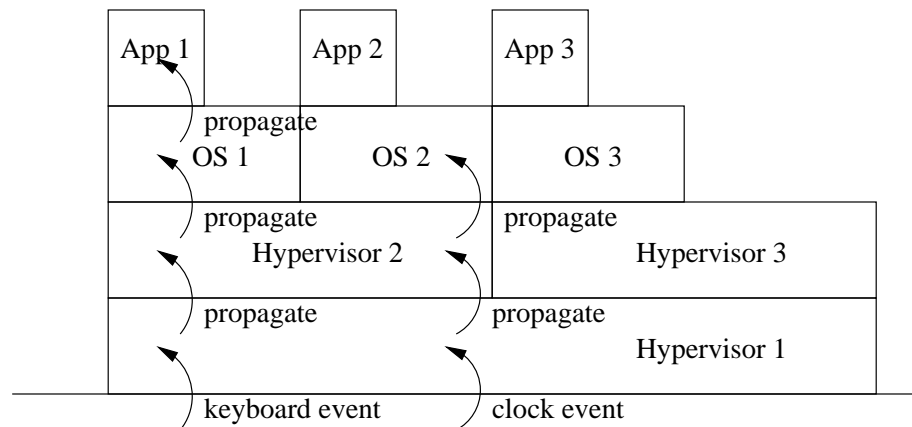 App 1 App 2 App 3
propagate
OS 1 OS 2 OS 3
propagate propagate
Hypervisor 2 Hypervisor 3
propagate propagate
Hypervisor 1
keyboard event clock event